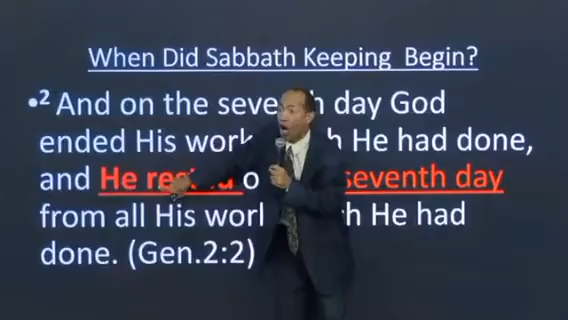 When Did Sabbath Keeping Begin?
•2 And on the seventh day God
ended His work He had done,
and He seventh day
from all His He had
done. (Gen.2:2)